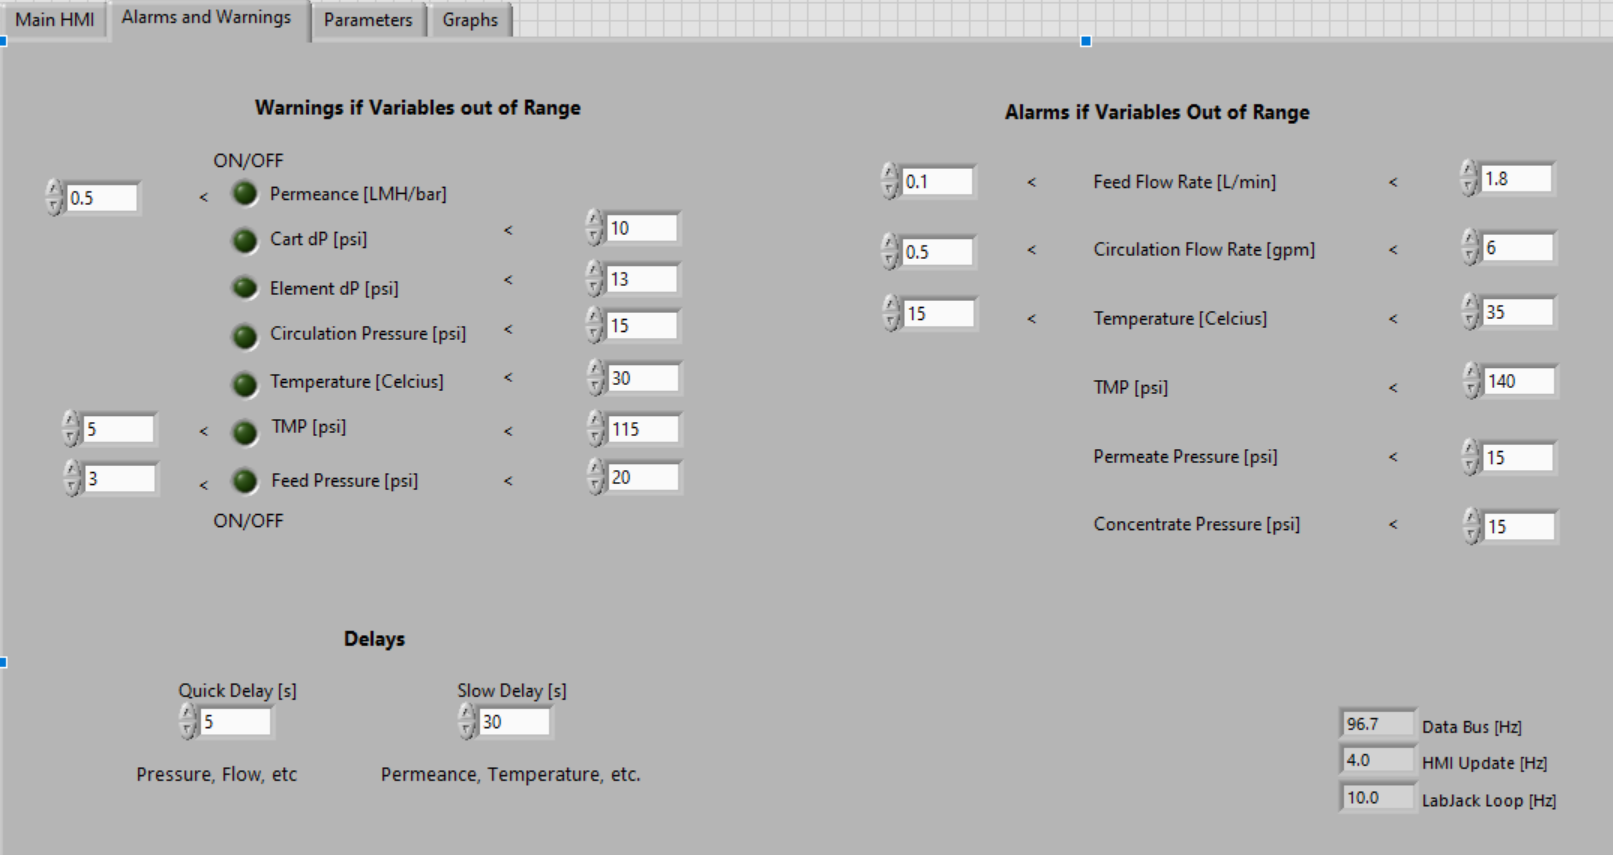 Main HMI Alarms and Warnings Parameters Graphs
Warnings if Variables out of Range
ON/OFF
0.5 < Permeance [LMH/bar]
Cart dP [psi] < 10
Element dP [psi] < 13
Circulation Pressure [psi] < 15
Temperature [Celcius] < 30
5 < TMP [psi] < 115
3 < Feed Pressure [psi] < 20
ON/OFF
Alarms if Variables Out of Range
0.1 < Feed Flow Rate [L/min] < 1.8
0.5 < Circulation Flow Rate [gpm] < 6
15 < Temperature [Celcius] < 35
TMP [psi] < 140
Permeate Pressure [psi] < 15
Concentrate Pressure [psi] < 15
Delays
Quick Delay [s] Slow Delay [s]
5 30
Pressure, Flow, etc Permeance, Temperature, etc.
96.7 Data Bus [Hz]
4.0 HMI Update [Hz]
10.0 LabJack Loop [Hz]